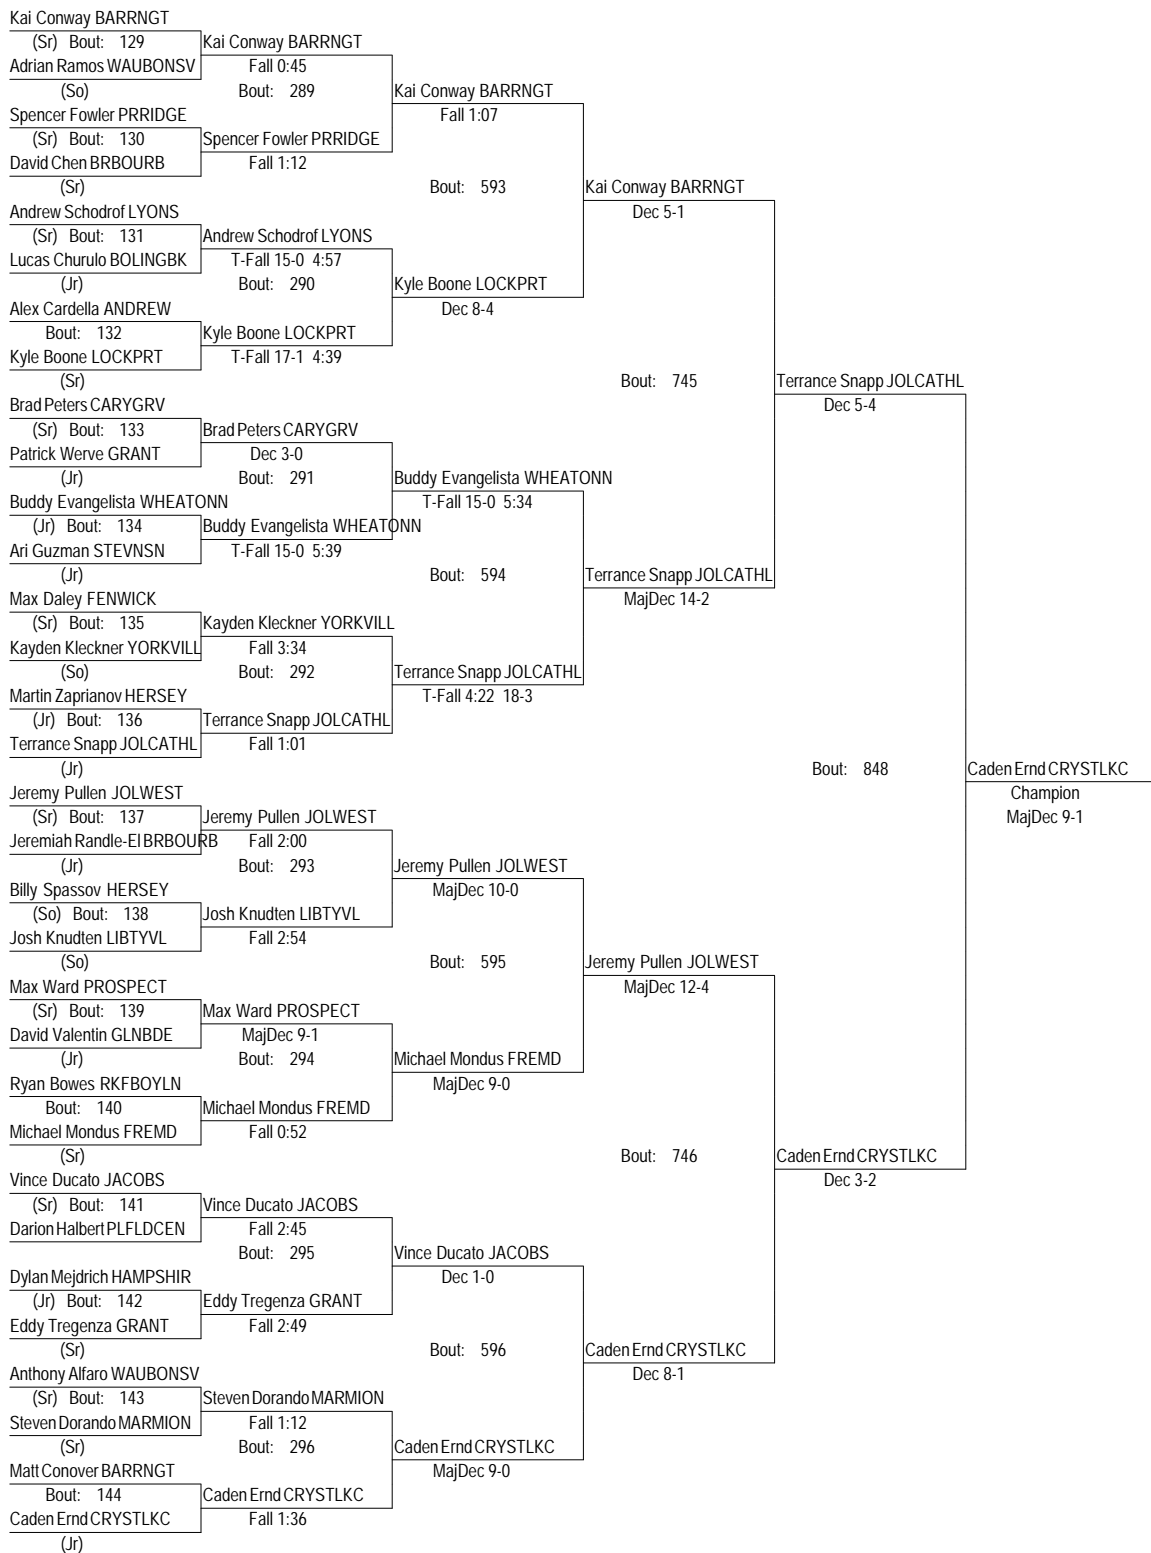 Kai Conway BARRNGT
(Sr) Bout: 129 Kai Conway BARRNGT
Adrian Ramos WAUBONSV Fall 0:45
(So) Bout: 289 Kai Conway BARRNGT
Spencer Fowler PRRIDGE Fall 1:07
(Sr) Bout: 130 Spencer Fowler PRRIDGE
David Chen BRBOURB Fall 1:12
(Sr) Bout: 593 Kai Conway BARRNGT
Andrew Schodrof LYONS Dec 5-1
(Sr) Bout: 131 Andrew Schodrof LYONS
Lucas Churulo BOLINGBK T-Fall 15-0 4:57
(Jr) Bout: 290 Kyle Boone LOCKPRT
Alex Cardella ANDREW Dec 8-4
Bout: 132 Kyle Boone LOCKPRT
Kyle Boone LOCKPRT T-Fall 17-1 4:39
(Sr) Bout: 745 Terrance Snapp JOLCATHL
Brad Peters CARYGRV Dec 5-4
(Sr) Bout: 133 Brad Peters CARYGRV
Patrick Werve GRANT Dec 3-0
(Jr) Bout: 291 Buddy Evangelista WHEATONN
Buddy Evangelista WHEATONN T-Fall 15-0 5:34
(Jr) Bout: 134 Buddy Evangelista WHEATONN
Ari Guzman STEVNSN T-Fall 15-0 5:39
(Jr) Bout: 594 Terrance Snapp JOLCATHL
Max Daley FENWICK MajDec 14-2
(Sr) Bout: 135 Kayden Kleckner YORKVILL
Kayden Kleckner YORKVILL Fall 3:34
(So) Bout: 292 Terrance Snapp JOLCATHL
Martin Zaprianov HERSEY T-Fall 4:22 18-3
(Jr) Bout: 136 Terrance Snapp JOLCATHL
Terrance Snapp JOLCATHL Fall 1:01
(Jr) Bout: 848 Caden Ernd CRYSTLKC
Jeremy Pullen JOLWEST Champion
(Sr) Bout: 137 Jeremy Pullen JOLWEST MajDec 9-1
Jeremiah Randle-El BRBOURB Fall 2:00
(Jr) Bout: 293 Jeremy Pullen JOLWEST
Billy Spassov HERSEY MajDec 10-0
(So) Bout: 138 Josh Knudten LIBTYVL
Josh Knudten LIBTYVL Fall 2:54
(So) Bout: 595 Jeremy Pullen JOLWEST
Max Ward PROSPECT MajDec 12-4
(Sr) Bout: 139 Max Ward PROSPECT
David Valentin GLNBDE MajDec 9-1
(Jr) Bout: 294 Michael Mondus FREMD
Ryan Bowes RKFBOYLN MajDec 9-0
Bout: 140 Michael Mondus FREMD
Michael Mondus FREMD Fall 0:52
(Sr) Bout: 746 Caden Ernd CRYSTLKC
Vince Ducato JACOBS Dec 3-2
(Sr) Bout: 141 Vince Ducato JACOBS
Darion Halbert PLFLDCEN Fall 2:45
Bout: 295 Vince Ducato JACOBS
Dylan Mejdrich HAMPSHIR Dec 1-0
(Jr) Bout: 142 Eddy Tregenza GRANT
Eddy Tregenza GRANT Fall 2:49
(Sr) Bout: 596 Caden Ernd CRYSTLKC
Anthony Alfaro WAUBONSV Dec 8-1
(Sr) Bout: 143 Steven Dorando MARMION
Steven Dorando MARMION Fall 1:12
(Sr) Bout: 296 Caden Ernd CRYSTLKC
Matt Conover BARRNGT MajDec 9-0
Bout: 144 Caden Ernd CRYSTLKC
Caden Ernd CRYSTLKC Fall 1:36
(Jr)